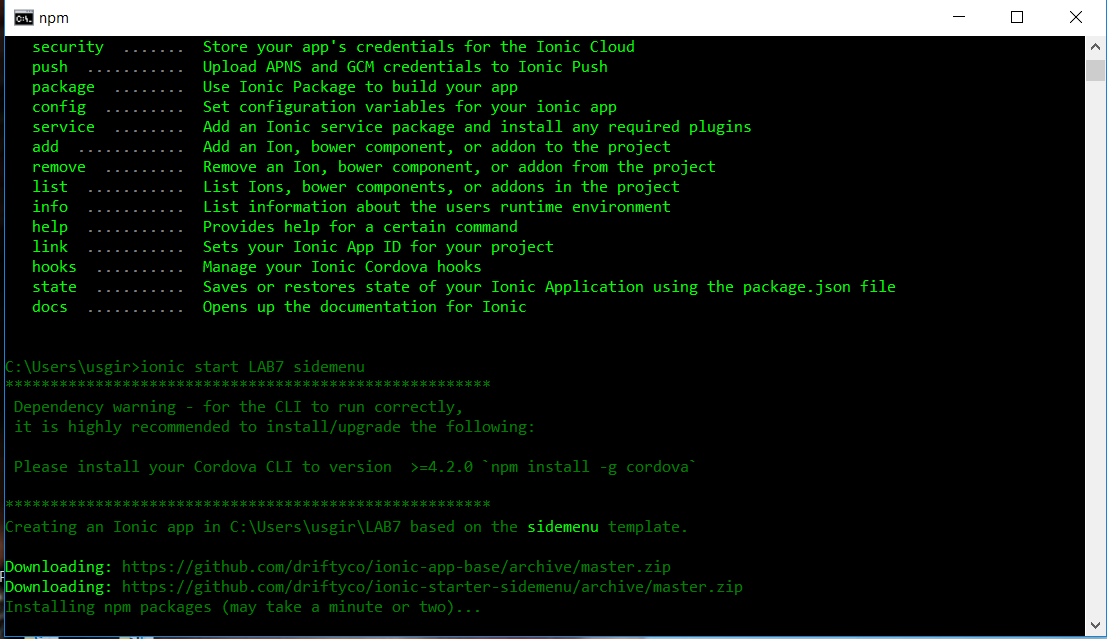 npm
security ....... Store your app's credentials for the Ionic Cloud
push ........... Upload APNS and GCM credentials to Ionic Push
package ........ Use Ionic Package to build your app
config ......... Set configuration variables for your ionic app
service ........ Add an Ionic service package and install any required plugins
add ............ Add an Ion, bower component, or addon to the project
remove ......... Remove an Ion, bower component, or addon from the project
list ........... List Ions, bower components, or addons in the project
info ........... List information about the users runtime environment
help ........... Provides help for a certain command
link ........... Sets your Ionic App ID for your project
hooks .......... Manage your Ionic Cordova hooks
state .......... Saves or restores state of your Ionic Application using the package.json file
docs ........... Opens up the documentation for Ionic
C:\Users\usgir>ionic start LAB7 sidemenu
******************************************************
Dependency warning - for the CLI to run correctly,
it is highly recommended to install/upgrade the following:
Please install your Cordova CLI to version  >=4.2.0 `npm install -g cordova`
******************************************************
Creating an Ionic app in C:\Users\usgir\LAB7 based on the sidemenu template.
Downloading: https://github.com/driftyco/ionic-app-base/archive/master.zip
Downloading: https://github.com/driftyco/ionic-starter-sidemenu/archive/master.zip
Installing npm packages (may take a minute or two)...